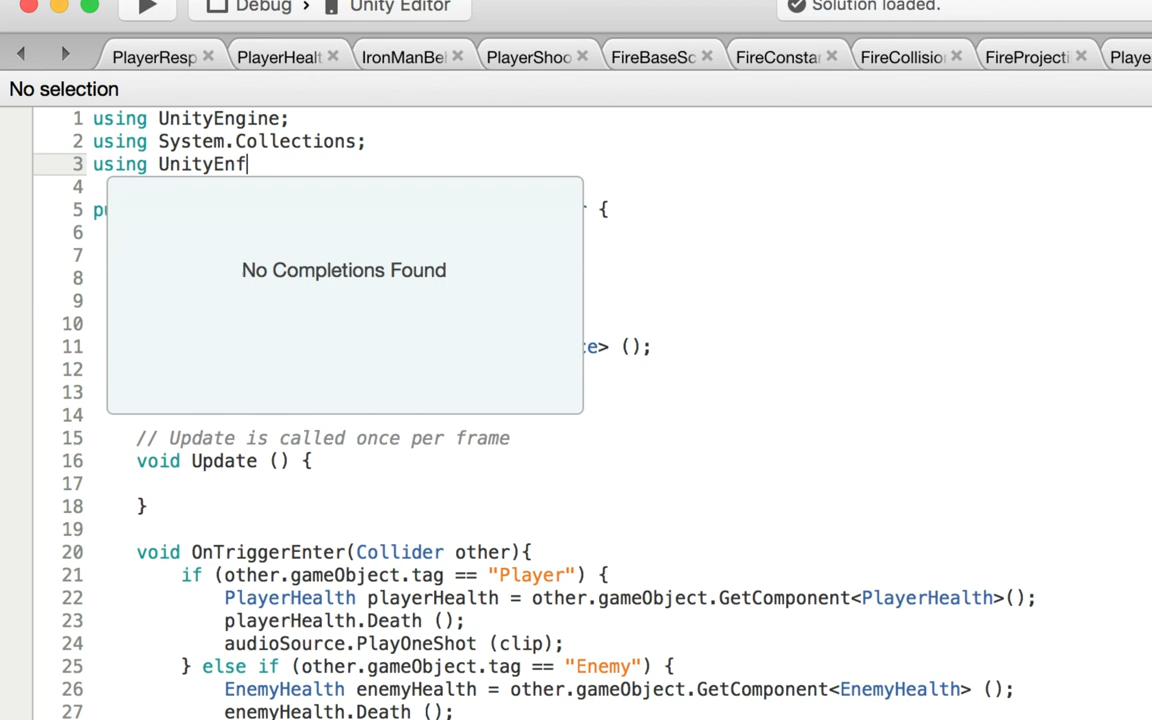 Debug › Unity Editor
Solution loaded.
PlayerResp PlayerHealt IronManBe PlayerShoo FireBaseSc FireConstar FireCollisio FireProjecti Playe
No selection
1 using UnityEngine;
2 using System.Collections;
3 using UnityEnf
4
5 pu { 
6
7
8 No Completions Found
9
10
11 e> ();
12
13
14
15 // Update is called once per frame
16 void Update () {
17
18 }
19
20 void OnTriggerEnter(Collider other){
21 if (other.gameObject.tag == "Player") {
22 PlayerHealth playerHealth = other.gameObject.GetComponent<PlayerHealth>();
23 playerHealth.Death ();
24 audioSource.PlayOneShot (clip);
25 } else if (other.gameObject.tag == "Enemy") {
26 EnemyHealth enemyHealth = other.gameObject.GetComponent<EnemyHealth> ();
27 enemyHealth.Death ();